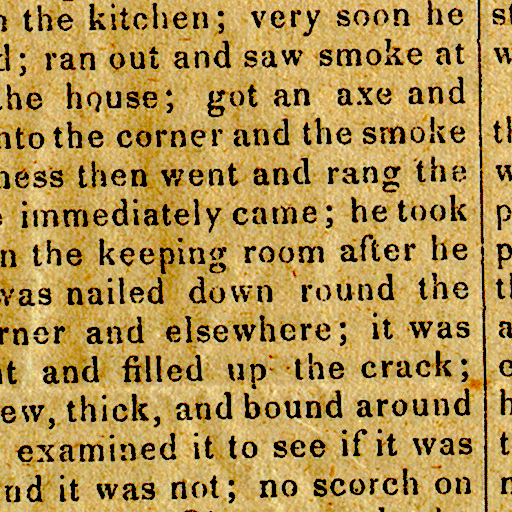 the kitchen; very soon he
; ran out and saw smoke at
the house; got an axe and
nto the corner and the smoke
ness then went and rang the
immediately came; he took
n the keeping room after he
was nailed down round the
rner and elsewhere; it was
and filled up the crack;
ew, thick, and bound around
examined it to see if it was
nd it was not; no scorch on